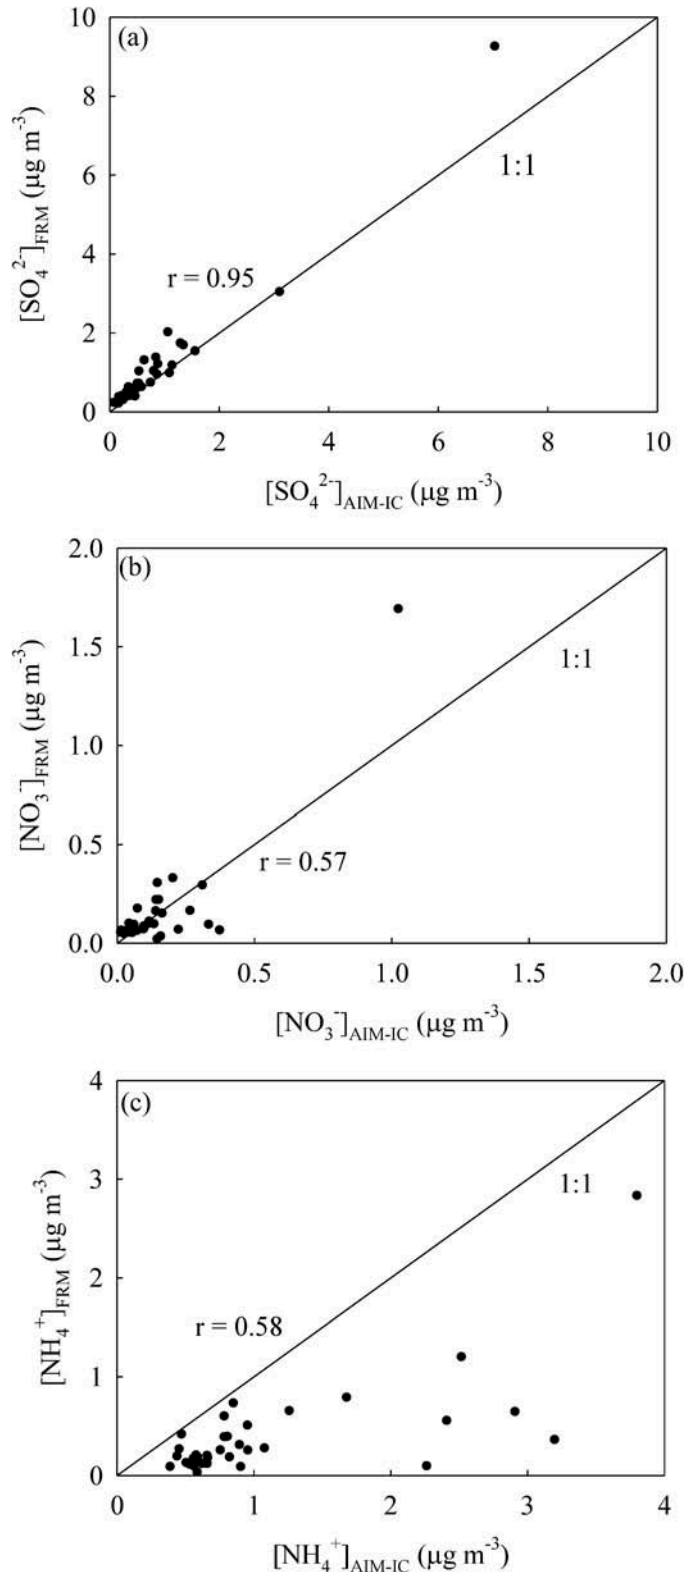 (a)
10
8
6
4
2
0
[SO₄²⁻]FRM (µg m⁻³)
1:1
r = 0.95
0 2 4 6 8 10
[SO₄²⁻]AIM-IC (µg m⁻³)
(b)
2.0
1.5
1.0
0.5
0.0
[NO₃⁻]FRM (µg m⁻³)
1:1
r = 0.57
0.0 0.5 1.0 1.5 2.0
[NO₃⁻]AIM-IC (µg m⁻³)
(c)
4
3
2
1
0
[NH₄⁺]FRM (µg m⁻³)
1:1
r = 0.58
0 1 2 3 4
[NH₄⁺]AIM-IC (µg m⁻³)